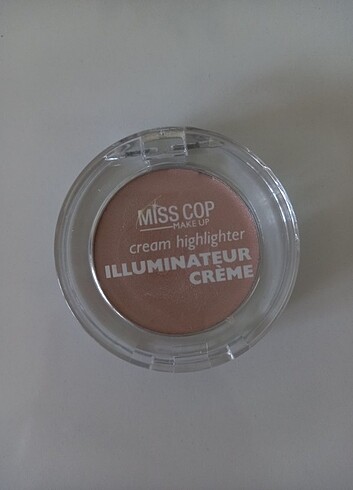 MISS COP
MAKE UP
cream highlighter
ILLUMINATEUR
CRÈME